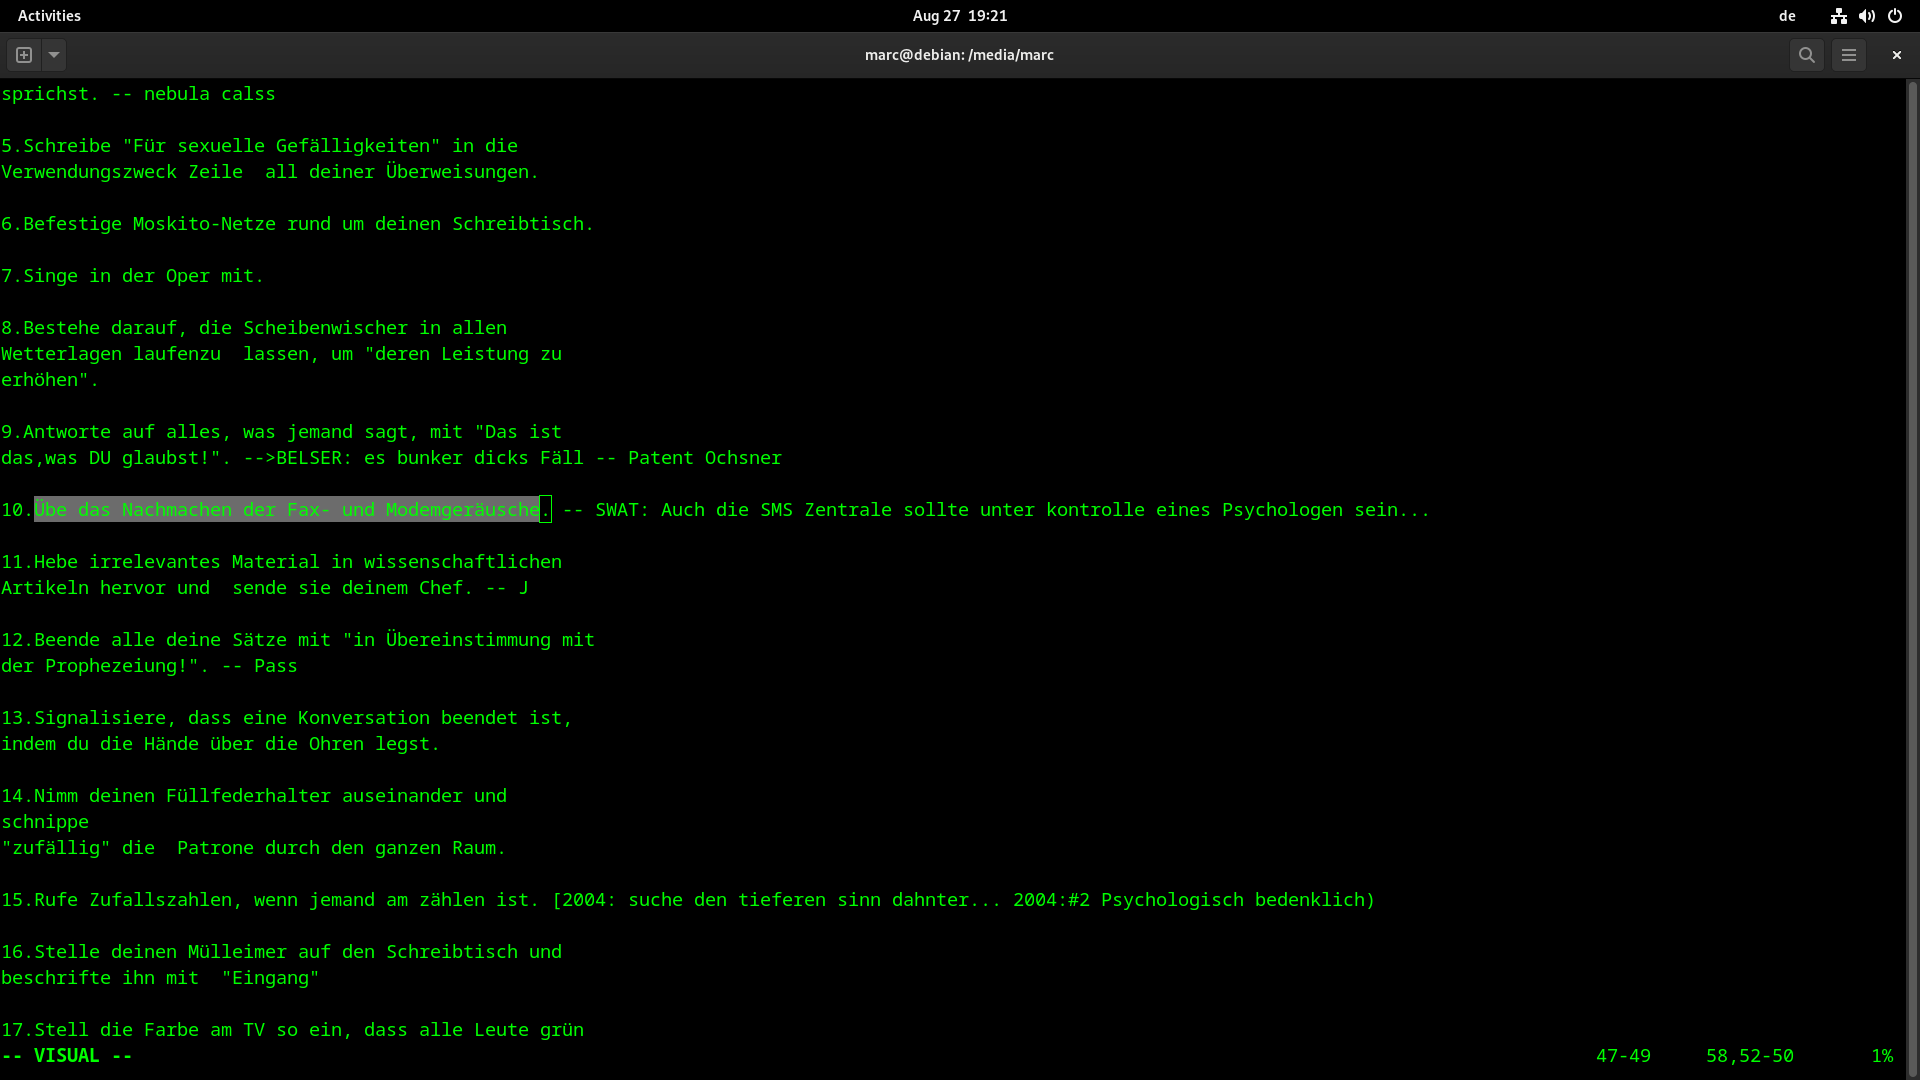 Activities
Aug 27 19:21
de
marc@debian: /media/marc
sprichst. -- nebula calss
5.Schreibe "Für sexuelle Gefälligkeiten" in die
Verwendungszweck Zeile  all deiner Überweisungen.
6.Befestige Moskito-Netze rund um deinen Schreibtisch.
7.Singe in der Oper mit.
8.Bestehe darauf, die Scheibenwischer in allen
Wetterlagen laufenzu  lassen, um "deren Leistung zu
erhöhen".
9.Antworte auf alles, was jemand sagt, mit "Das ist
das,was DU glaubst!". -->BELSER: es bunker dicks Fäll -- Patent Ochsner
10.Übe das Nachmachen der Fax- und Modemgeräusche. -- SWAT: Auch die SMS Zentrale sollte unter kontrolle eines Psychologen sein...
11.Hebe irrelevantes Material in wissenschaftlichen
Artikeln hervor und  sende sie deinem Chef. -- J
12.Beende alle deine Sätze mit "in Übereinstimmung mit
der Prophezeiung!". -- Pass
13.Signalisiere, dass eine Konversation beendet ist,
indem du die Hände über die Ohren legst.
14.Nimm deinen Füllfederhalter auseinander und
schnippe
"zufällig" die  Patrone durch den ganzen Raum.
15.Rufe Zufallszahlen, wenn jemand am zählen ist. [2004: suche den tieferen sinn dahnter... 2004:#2 Psychologisch bedenklich)
16.Stelle deinen Mülleimer auf den Schreibtisch und
beschrifte ihn mit  "Eingang"
17.Stell die Farbe am TV so ein, dass alle Leute grün
-- VISUAL -- 47-49 58,52-50 1%